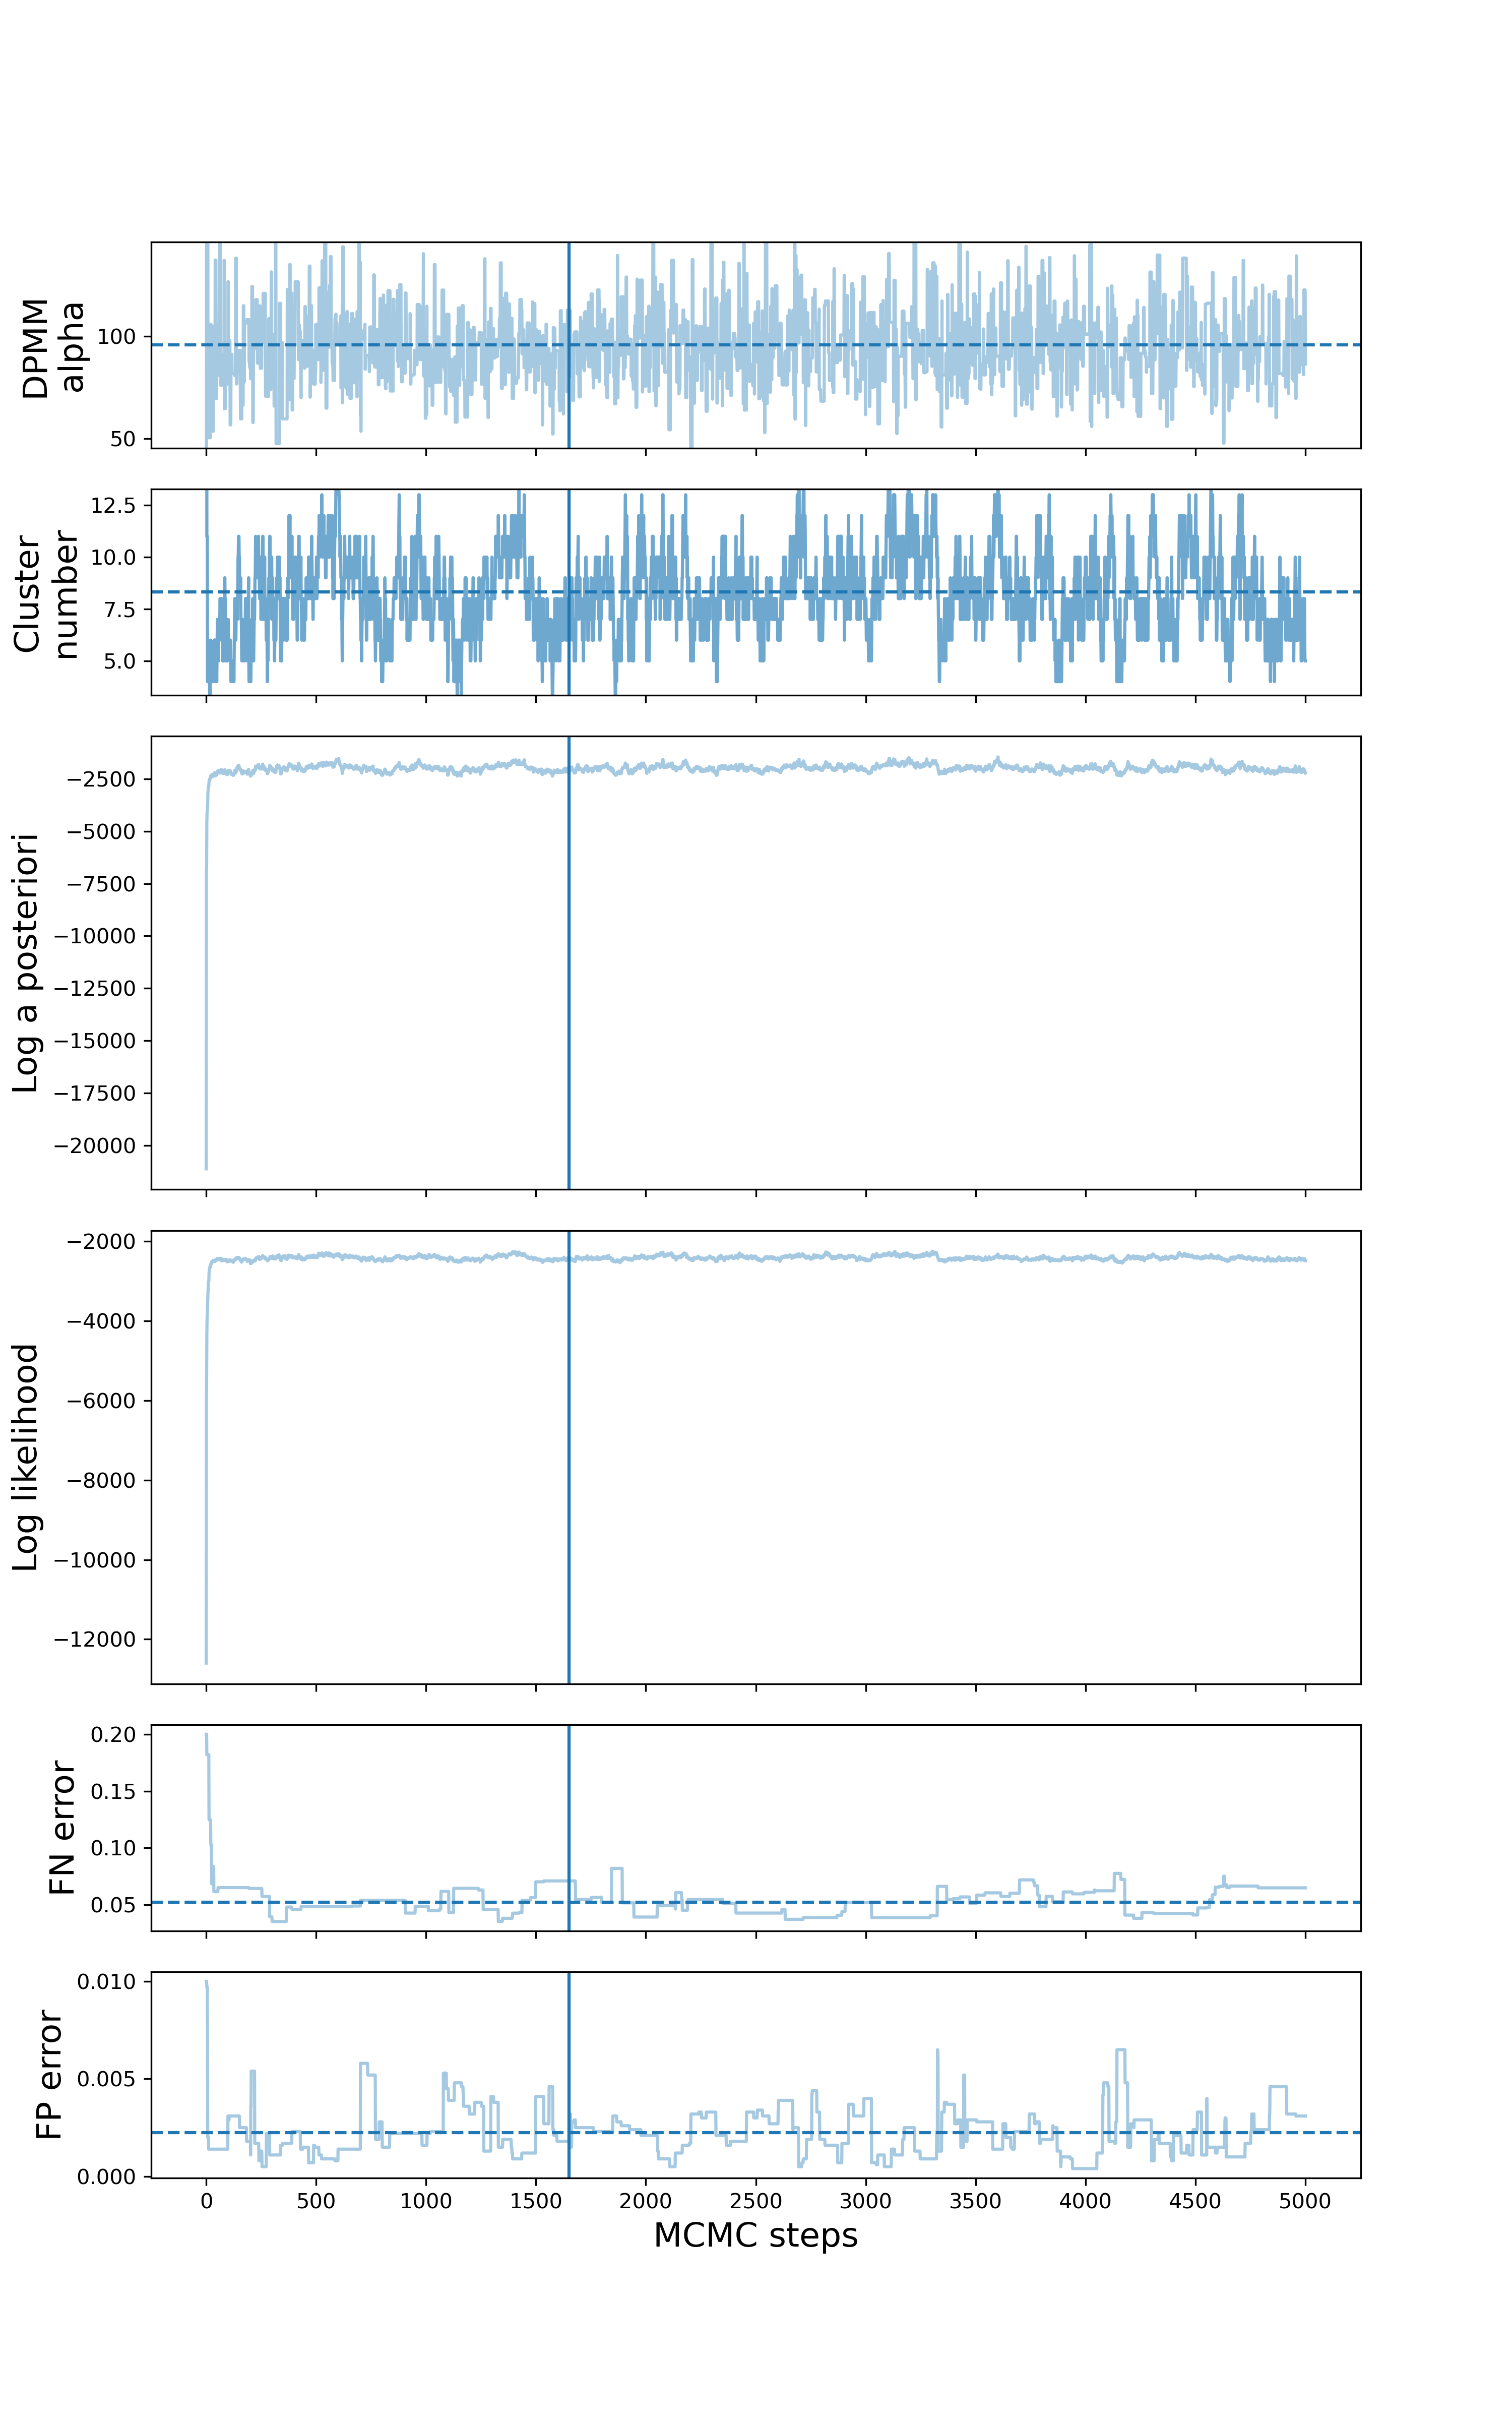 DPMM
alpha
100
50
Cluster
number
12.5
10.0
7.5
5.0
Log a posteriori
−2500
−5000
−7500
−10000
−12500
−15000
−17500
−20000
Log likelihood
−2000
−4000
−6000
−8000
−10000
−12000
FN error
0.20
0.15
0.10
0.05
FP error
0.010
0.005
0.000
0 500 1000 1500 2000 2500 3000 3500 4000 4500 5000
MCMC steps